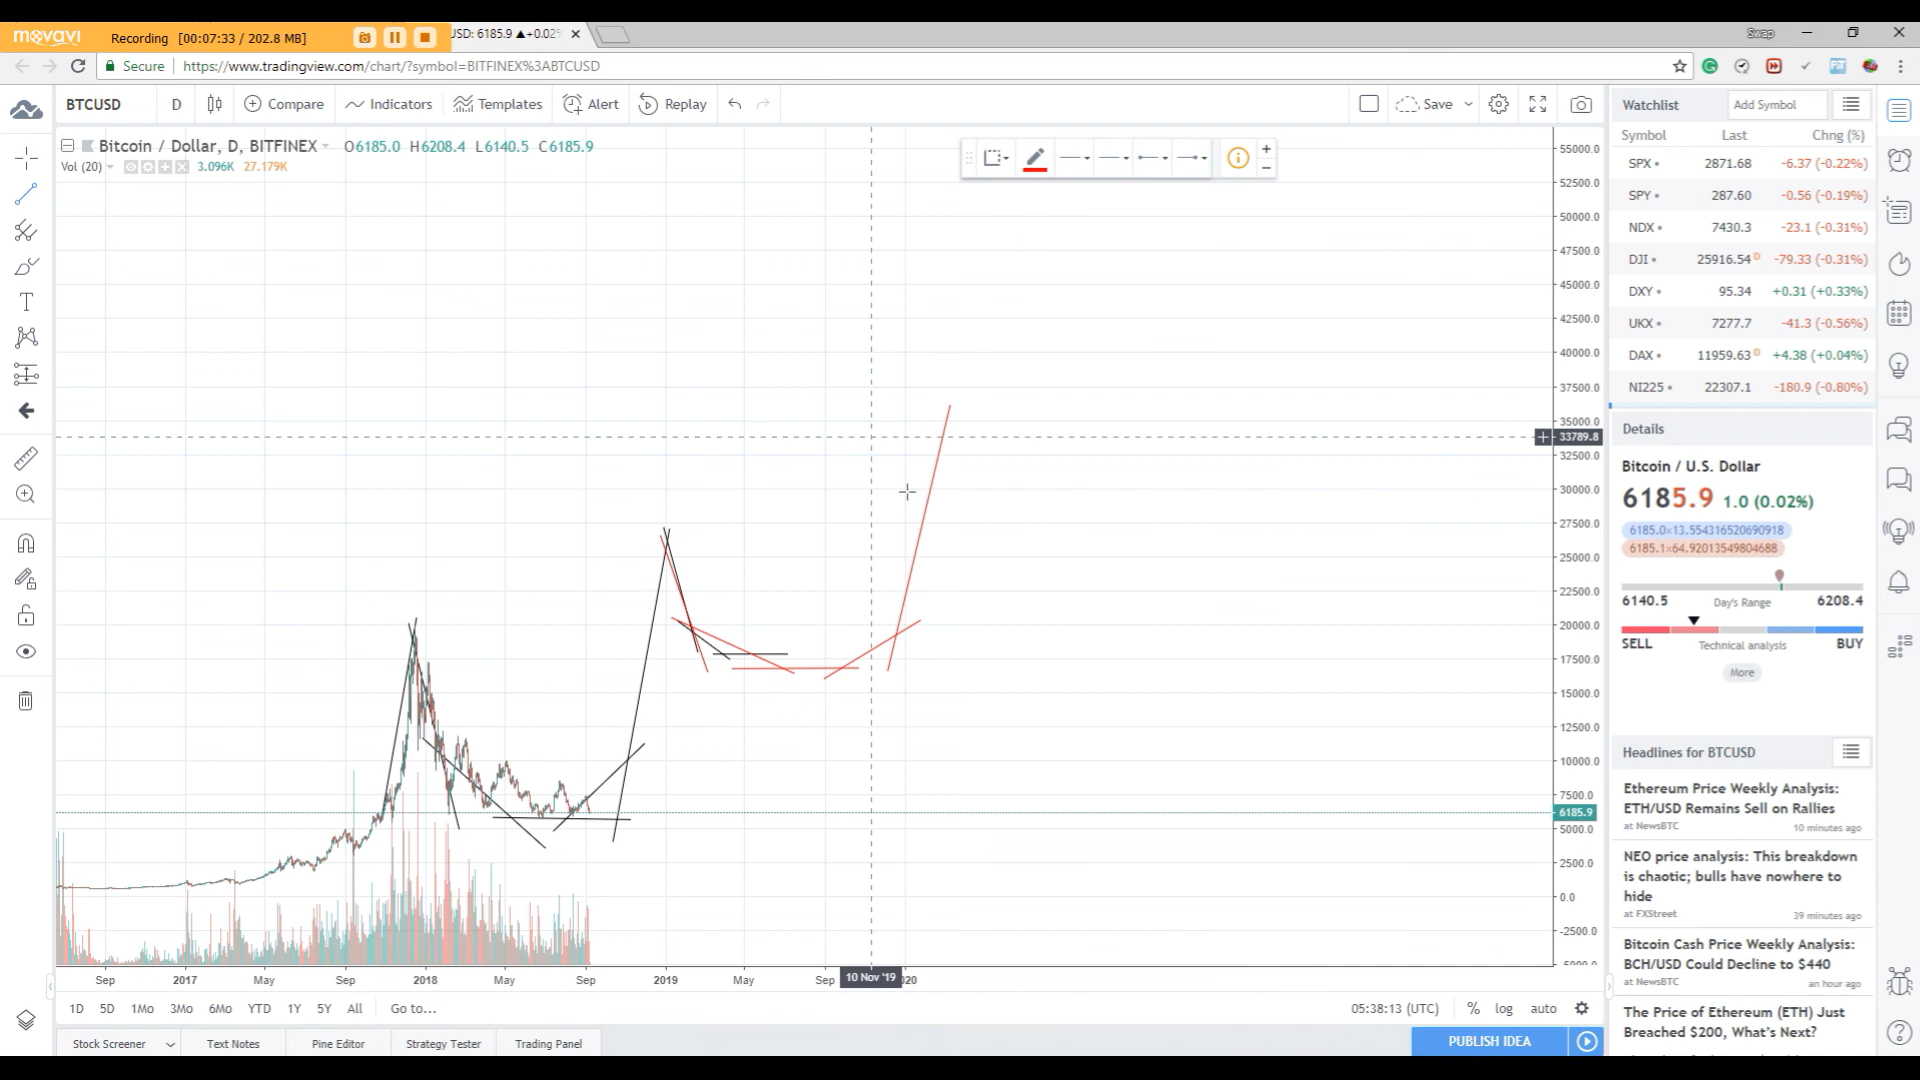 movavi
Recording [00:07:33 / 202.8 MB]
USD: 6185.9 ▲+0.02%
Swap
Secure https://www.tradingview.com/chart/?symbol=BITFINEX%3ABTCUSD
BTCUSD D Compare Indicators Templates Alert Replay Save
Bitcoin / Dollar, D, BITFINEX O6185.0 H6208.4 L6140.5 C6185.9
Vol (20) 3.096K 27.179K
55000.0
52500.0
50000.0
47500.0
45000.0
42500.0
40000.0
37500.0
35000.0
33789.8
32500.0
30000.0
27500.0
25000.0
22500.0
20000.0
17500.0
15000.0
12500.0
10000.0
7500.0
6185.9
5000.0
2500.0
0.0
-2500.0
-5000.0
Sep 2017 May Sep 2018 May Sep 2019 May Sep 10 Nov '19 020
1D 5D 1Mo 3Mo 6Mo YTD 1Y 5Y All Go to...
05:38:13 (UTC) % log auto
Stock Screener Text Notes Pine Editor Strategy Tester Trading Panel
PUBLISH IDEA
Watchlist Add Symbol
Symbol Last Chng (%)
SPX 2871.68 -6.37 (-0.22%)
SPY 287.60 -0.56 (-0.19%)
NDX 7430.3 -23.1 (-0.31%)
DJI 25916.54 D -79.33 (-0.31%)
DXY 95.34 +0.31 (+0.33%)
UKX 7277.7 -41.3 (-0.56%)
DAX 11959.63 D +4.38 (+0.04%)
NI225 22307.1 -180.9 (-0.80%)
Details
Bitcoin / U.S. Dollar
6185.9 1.0 (0.02%)
6185.0×13.554316520690918
6185.1×64.92013549804688
6140.5 Day's Range 6208.4
SELL Technical analysis BUY
More
Headlines for BTCUSD
Ethereum Price Weekly Analysis:
ETH/USD Remains Sell on Rallies
at NewsBTC 10 minutes ago
NEO price analysis: This breakdown
is chaotic; bulls have nowhere to
hide
at FXStreet 39 minutes ago
Bitcoin Cash Price Weekly Analysis:
BCH/USD Could Decline to $440
at NewsBTC an hour ago
The Price of Ethereum (ETH) Just
Breached $200, What's Next?